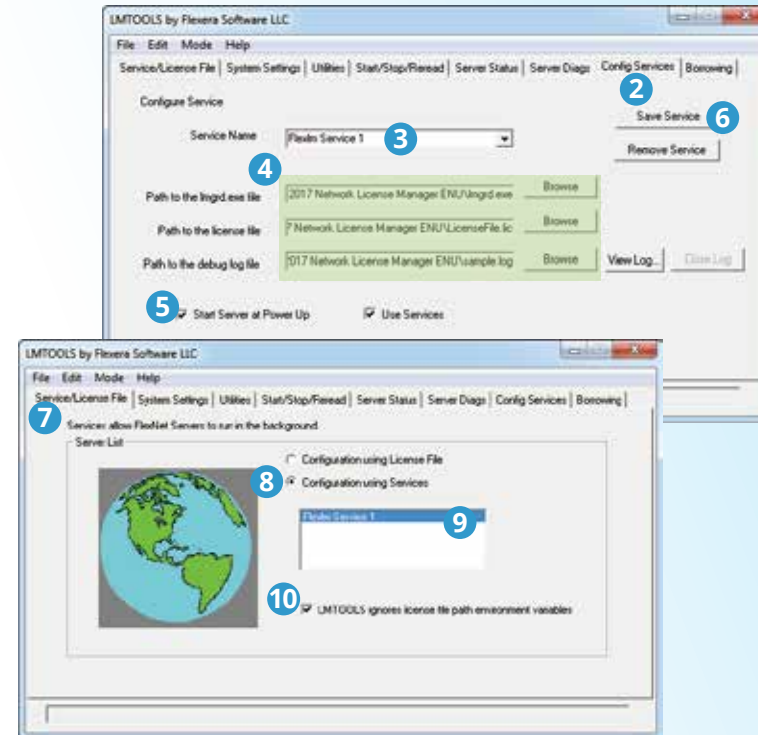 LMTOOLS by Flexera Software LLC
File Edit Mode Help
Service/License File System Settings Utilities Start/Stop/Reread Server Status Server Diags Config Services Borrowing
2
Configure Service
Save Service 6
Service Name Flexlm Service 1 3
Remove Service
4
Path to the lmgrd.exe file 2017 Network License Manager ENU\lmgrd.exe Browse
Path to the license file 7 Network License Manager ENU\LicenseFile.lic Browse
Path to the debug log file 017 Network License Manager ENU\sample.log Browse View Log... Close Log
5 Start Server at Power Up Use Services
LMTOOLS by Flexera Software LLC
File Edit Mode Help
Service/License File System Settings Utilities Start/Stop/Reread Server Status Server Diags Config Services Borrowing
7 Services allow FlexNet Servers to run in the background.
Server List
Configuration using License File
8 Configuration using Services
Flexlm Service 1 9
10 LMTOOLS ignores license file path environment variables